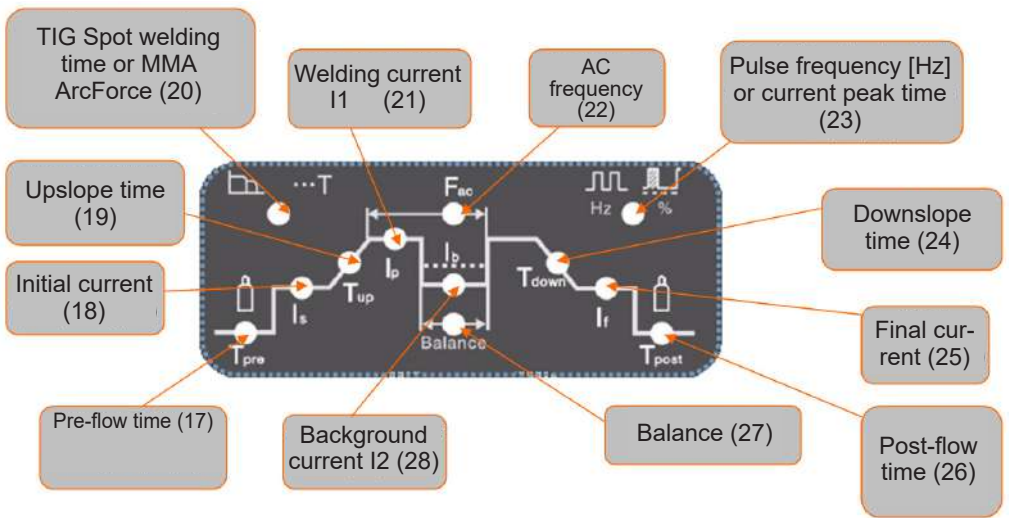 TIG Spot welding
time or MMA
ArcForce (20)
Welding current
I1 (21)
AC
frequency
(22)
Pulse frequency [Hz]
or current peak time
(23)
Upslope time
(19)
Downslope
time (24)
Initial current
(18)
Final cur-
rent (25)
Pre-flow time (17)
Background
current I2 (28)
Balance (27)
Post-flow
time (26)
...T
Fac
Hz %
Ip
Ib
Tup
Tdown
Is
If
Balance
Tpre
Tpost